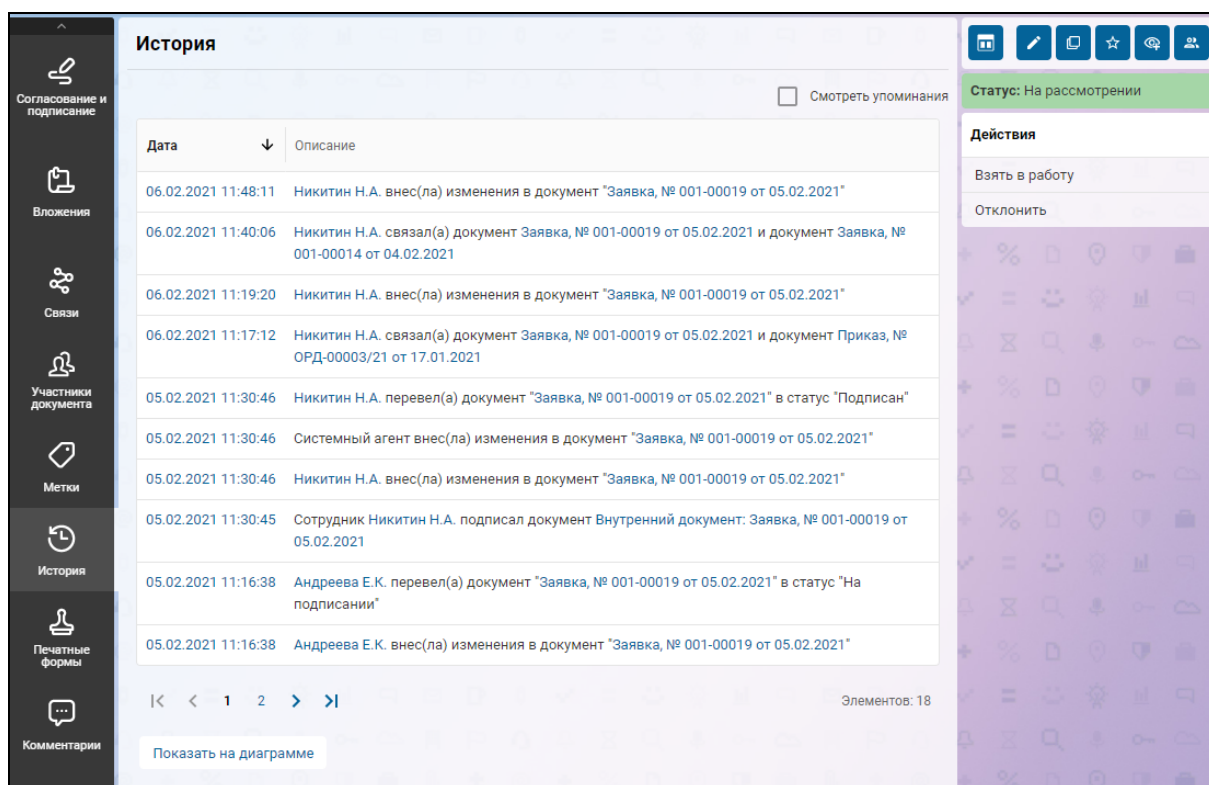 Согласование и
подписание
Вложения
Связи
Участники
документа
Метки
История
Печатные
формы
Комментарии
История
Смотреть упоминания
Дата Описание
06.02.2021 11:48:11 Никитин Н.А. внес(ла) изменения в документ "Заявка, № 001-00019 от 05.02.2021"
06.02.2021 11:40:06 Никитин Н.А. связал(а) документ Заявка, № 001-00019 от 05.02.2021 и документ Заявка, №
001-00014 от 04.02.2021
06.02.2021 11:19:20 Никитин Н.А. внес(ла) изменения в документ "Заявка, № 001-00019 от 05.02.2021"
06.02.2021 11:17:12 Никитин Н.А. связал(а) документ Заявка, № 001-00019 от 05.02.2021 и документ Приказ, №
ОРД-00003/21 от 17.01.2021
05.02.2021 11:30:46 Никитин Н.А. перевел(а) документ "Заявка, № 001-00019 от 05.02.2021" в статус "Подписан"
05.02.2021 11:30:46 Системный агент внес(ла) изменения в документ "Заявка, № 001-00019 от 05.02.2021"
05.02.2021 11:30:46 Никитин Н.А. внес(ла) изменения в документ "Заявка, № 001-00019 от 05.02.2021"
05.02.2021 11:30:45 Сотрудник Никитин Н.А. подписал документ Внутренний документ: Заявка, № 001-00019 от
05.02.2021
05.02.2021 11:16:38 Андреева Е.К. перевел(а) документ "Заявка, № 001-00019 от 05.02.2021" в статус "На
подписании"
05.02.2021 11:16:38 Андреева Е.К. внес(ла) изменения в документ "Заявка, № 001-00019 от 05.02.2021"
1 2 Элементов: 18
Показать на диаграмме
Статус: На рассмотрении
Действия
Взять в работу
Отклонить